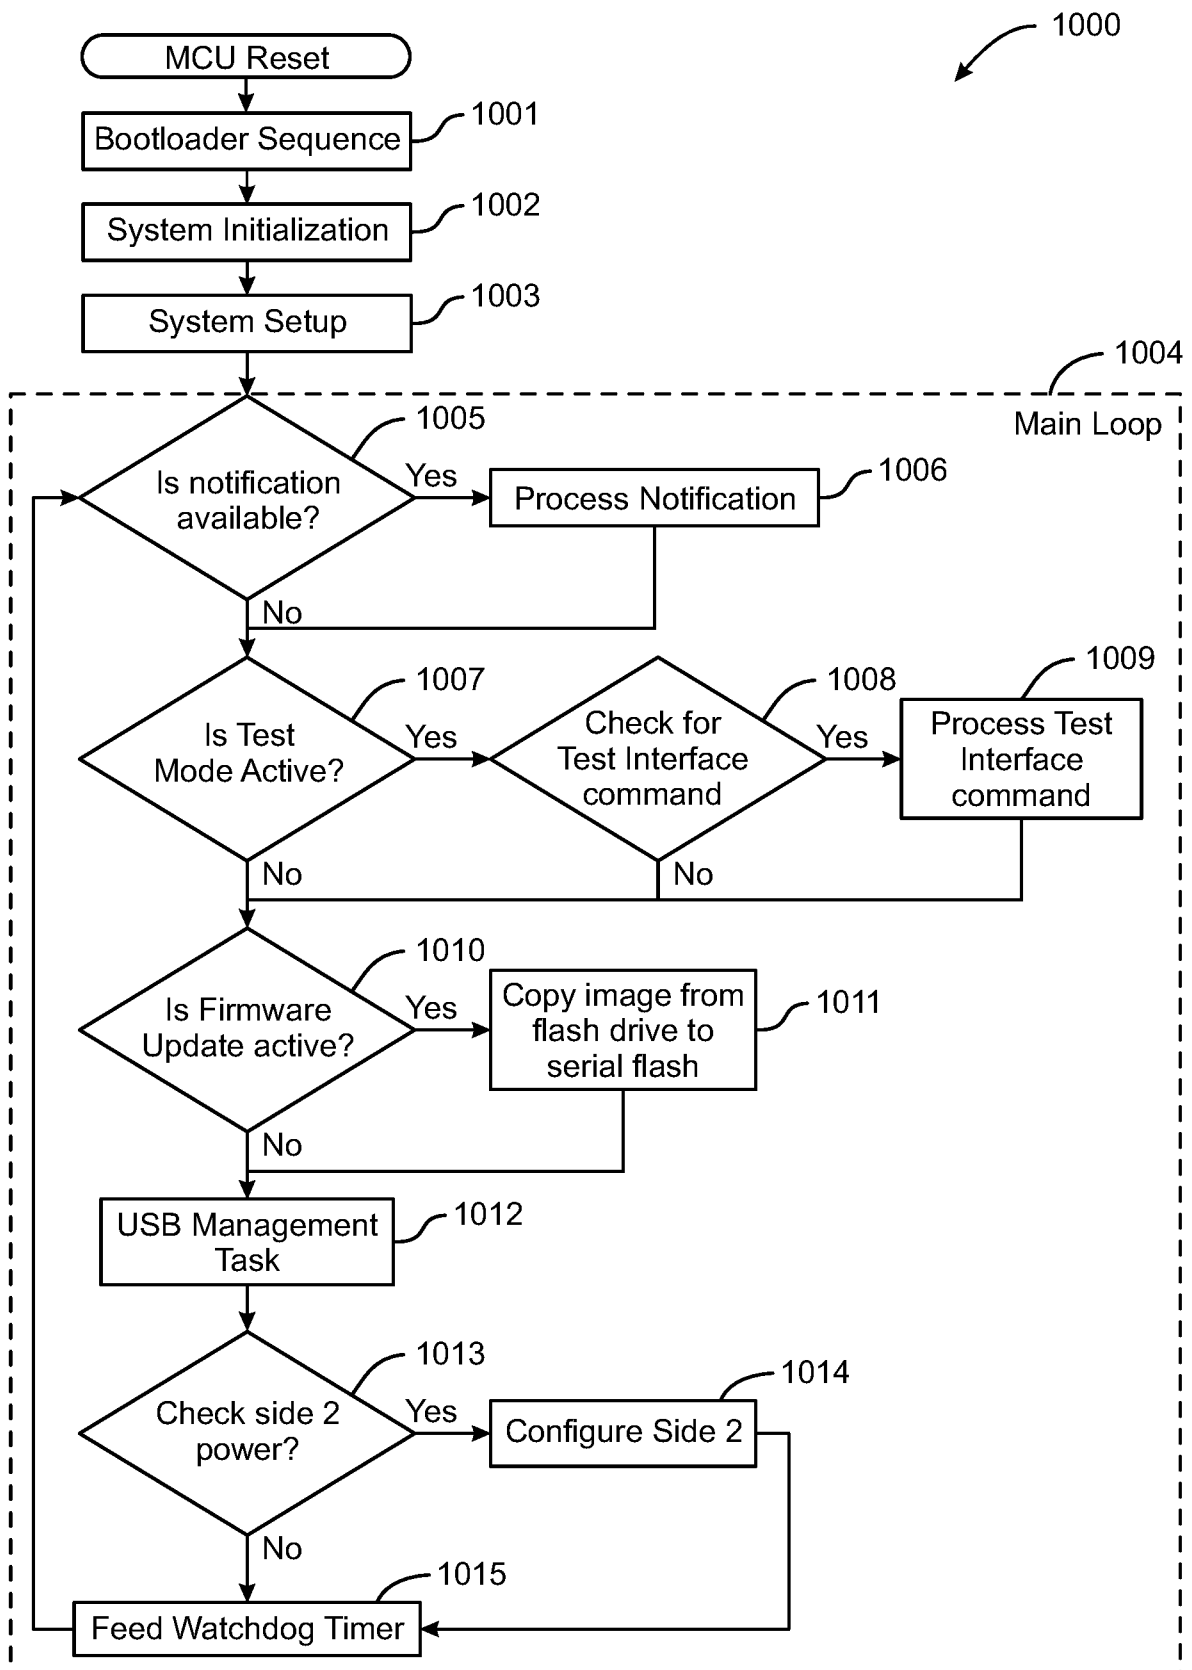 1000
MCU Reset
1001
Bootloader Sequence
1002
System Initialization
1003
System Setup
1004
Main Loop
1005
Is notification
available?
Yes
1006
Process Notification
No
1007
Is Test
Mode Active?
Yes
1008
Check for
Test Interface
command
Yes
1009
Process Test
Interface
command
No
No
1010
Is Firmware
Update active?
Yes
Copy image from
flash drive to
serial flash
1011
No
USB Management
Task
1012
1013
Check side 2
power?
Yes
1014
Configure Side 2
No
1015
Feed Watchdog Timer